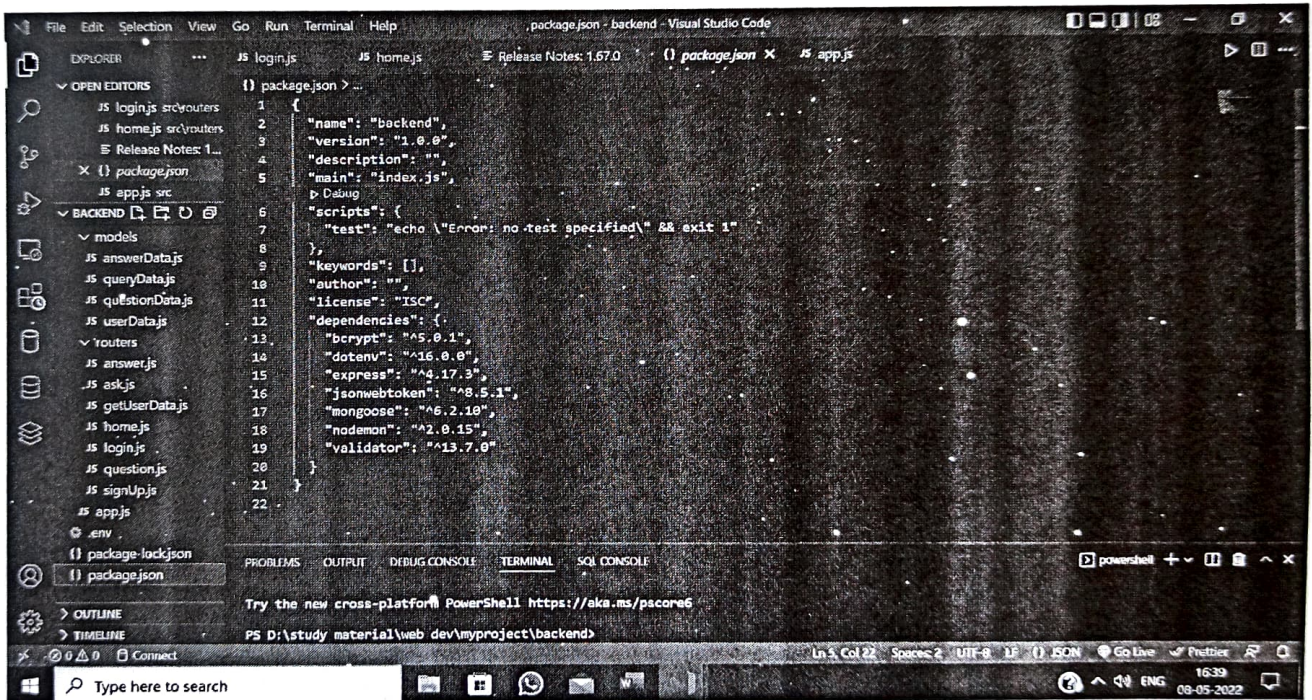 File Edit Selection View Go Run Terminal Help
package.json - backend - Visual Studio Code
EXPLORER
JS login.js
JS home.js
Release Notes: 1.67.0
{} package.json
JS app.js
OPEN EDITORS
JS login.js src\routers
JS home.js src\routers
Release Notes: 1...
{} package.json
JS app.js src
BACKEND
models
JS answerData.js
JS queryData.js
JS questionData.js
JS userData.js
routers
JS answer.js
JS ask.js
JS getUserData.js
JS home.js
JS login.js
JS question.js
JS signUp.js
JS app.js
.env
{} package-lock.json
{} package.json
OUTLINE
TIMELINE
{} package.json > ...
1 {
2 "name": "backend",
3 "version": "1.0.0",
4 "description": "",
5 "main": "index.js",
Debug
6 "scripts": {
7 "test": "echo \"Error: no test specified\" && exit 1"
8 },
9 "keywords": [],
10 "author": "",
11 "license": "ISC",
12 "dependencies": {
13 "bcrypt": "^5.0.1",
14 "dotenv": "^16.0.0",
15 "express": "^4.17.3",
16 "jsonwebtoken": "^8.5.1",
17 "mongoose": "^6.2.10",
18 "nodemon": "^2.0.15",
19 "validator": "^13.7.0"
20 }
21 }
22
PROBLEMS OUTPUT DEBUG CONSOLE TERMINAL SQL CONSOLE
powershell
Try the new cross-platform PowerShell https://aka.ms/pscore6
PS D:\study material\web dev\myproject\backend>
0 0 Connect
Ln 5, Col 22 Spaces: 2 UTF-8 LF {} JSON Go Live Prettier
Type here to search
ENG
16:39
08-05-2022